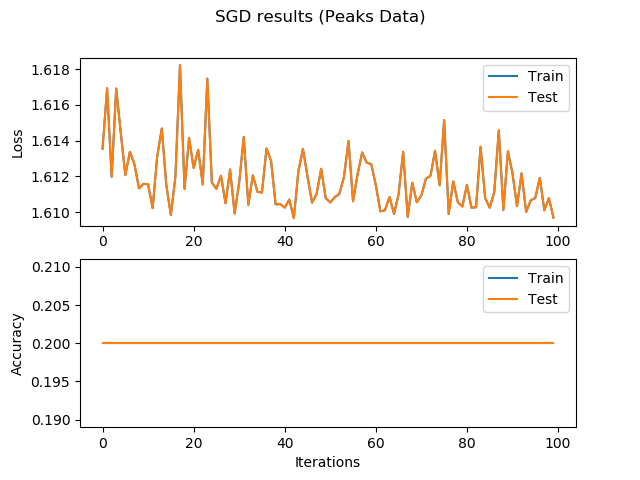 SGD results (Peaks Data)
1.618
1.616
1.614
1.612
1.610
Loss
Train
Test
0 20 40 60 80 100
0.210
0.205
0.200
0.195
0.190
Accuracy
Train
Test
0 20 40 60 80 100
Iterations